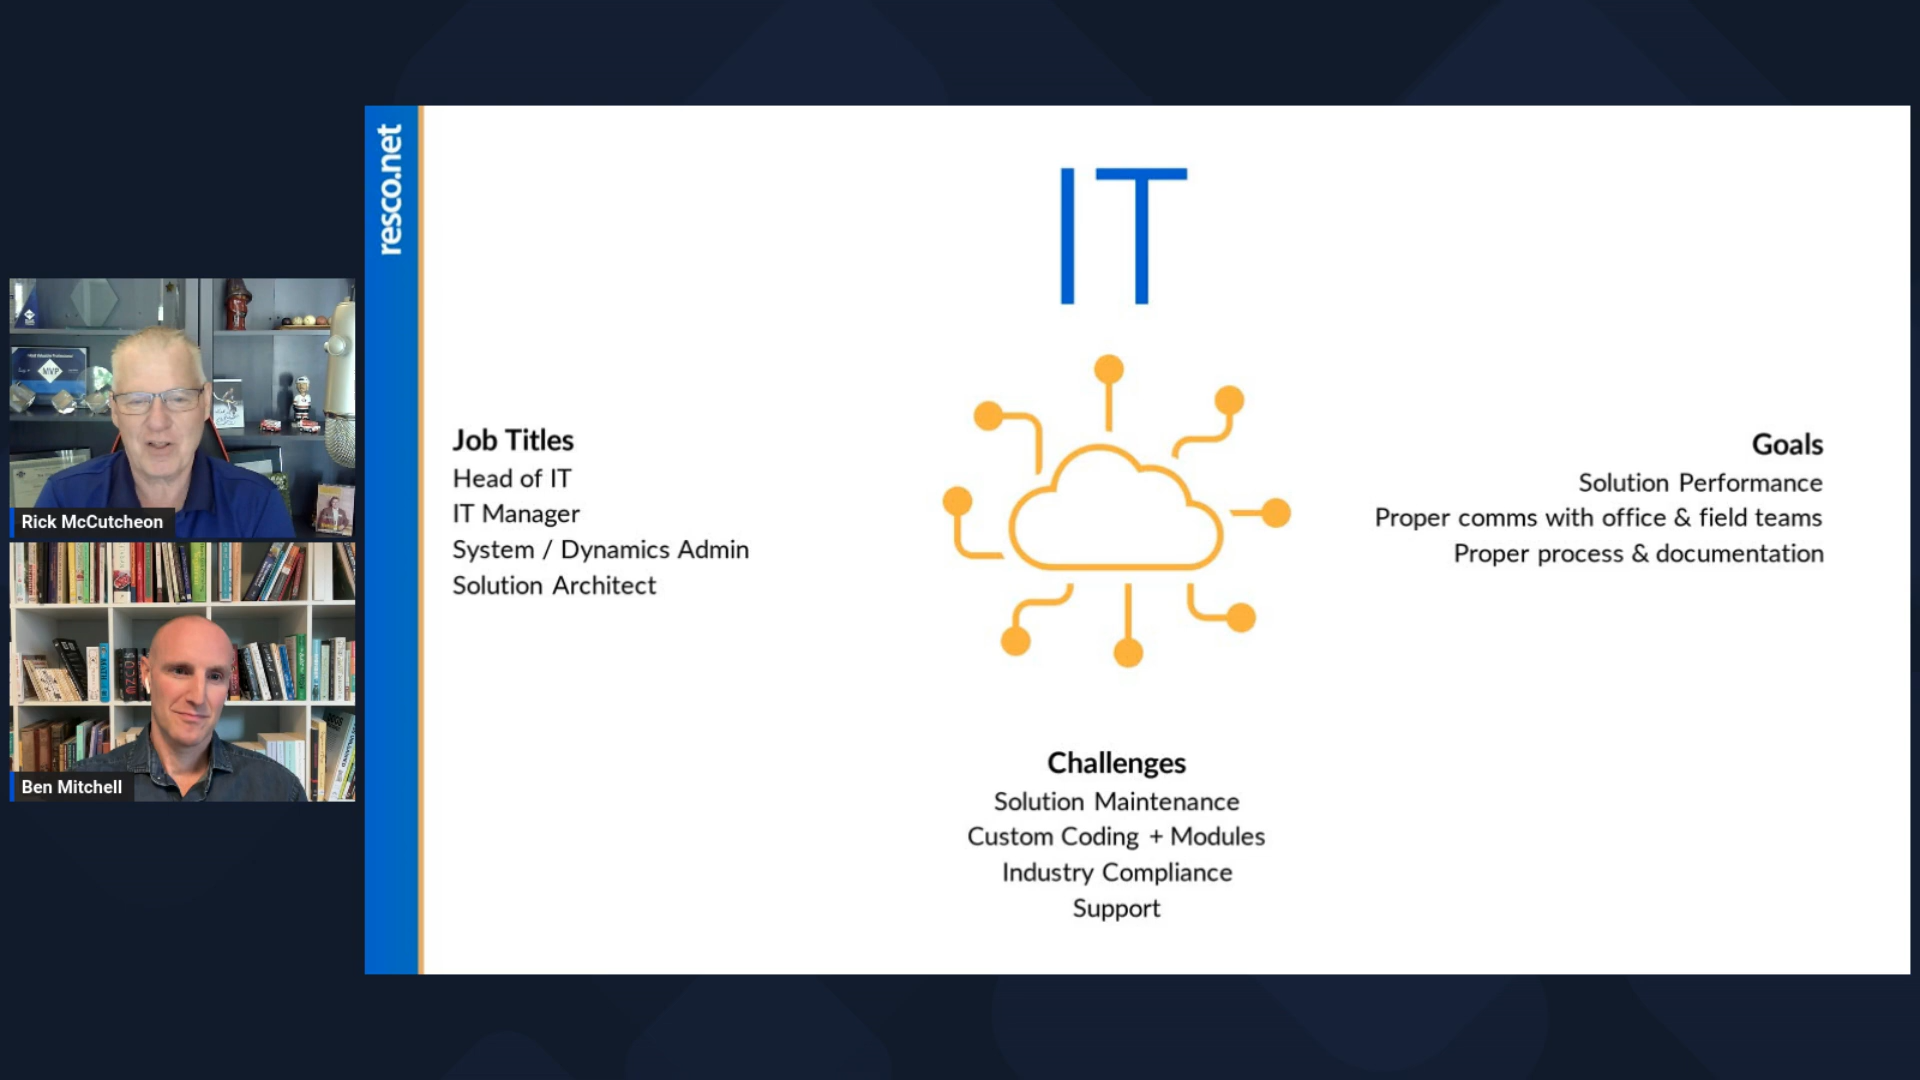 resco.net
IT
Job Titles
Head of IT
IT Manager
System / Dynamics Admin
Solution Architect
Goals
Solution Performance
Proper comms with office & field teams
Proper process & documentation
Challenges
Solution Maintenance
Custom Coding + Modules
Industry Compliance
Support
MVP
Rick McCutcheon
Ben Mitchell